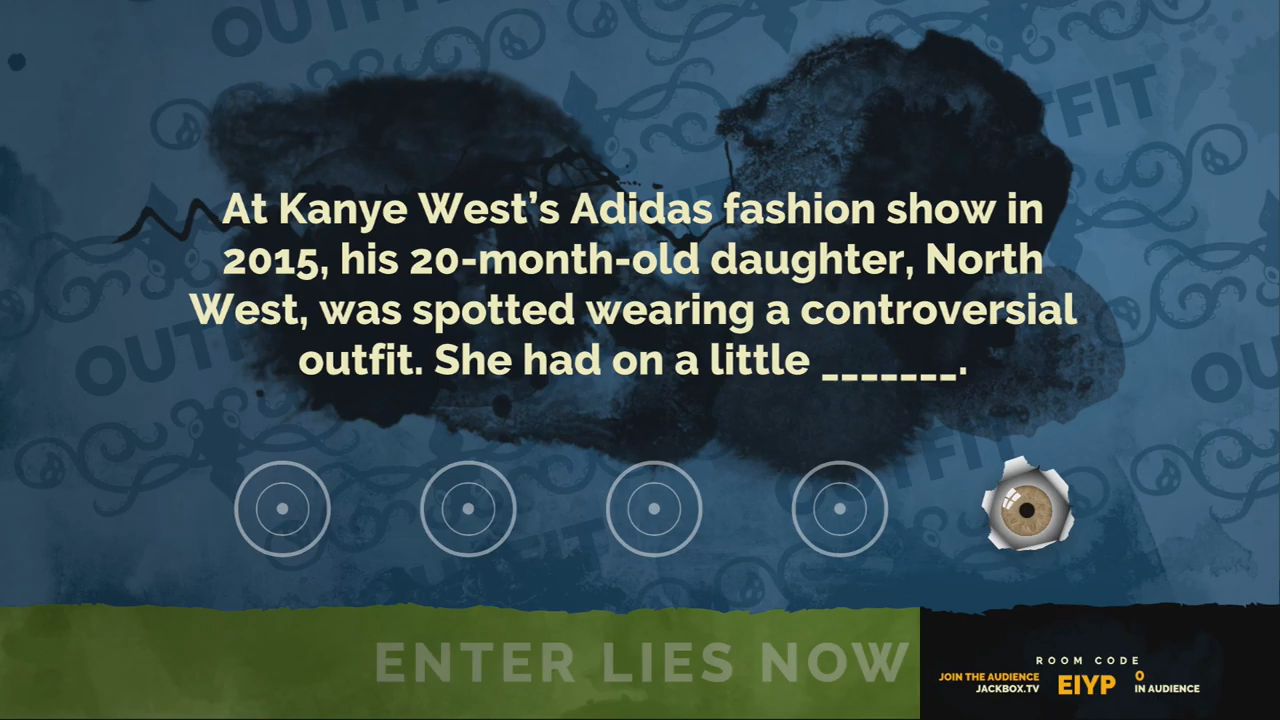 OUTFIT
At Kanye West’s Adidas fashion show in
2015, his 20-month-old daughter, North
West, was spotted wearing a controversial
outfit. She had on a little _______.
ENTER LIES NOW
ROOM CODE
JOIN THE AUDIENCE
JACKBOX.TV
EIYP
0
IN AUDIENCE